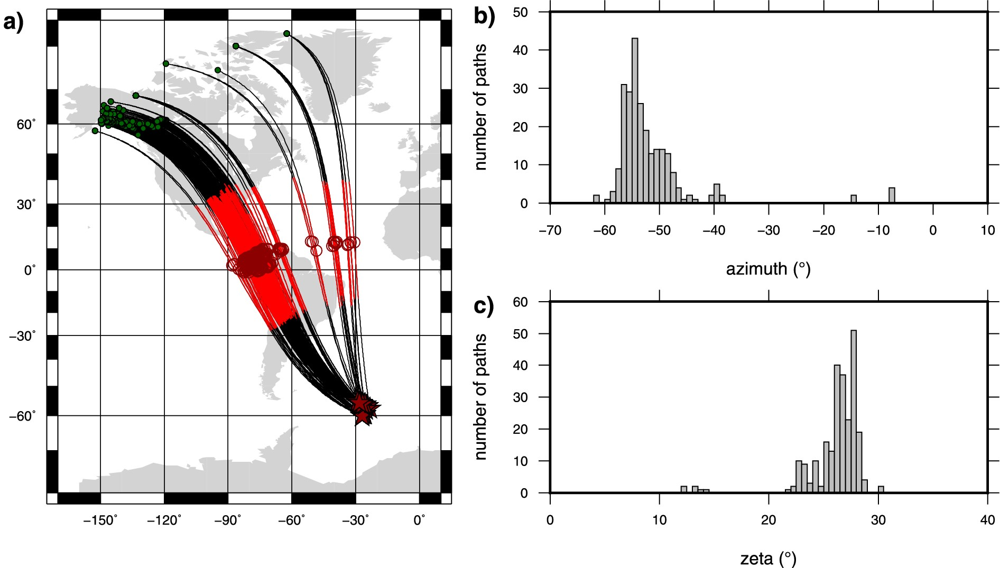 a)
60°
30°
0°
−30°
−60°
−150° −120° −90° −60° −30° 0°
b)
number of paths
50
40
30
20
10
0
−70 −60 −50 −40 −30 −20 −10 0 10
azimuth (°)
c)
number of paths
60
50
40
30
20
10
0
0 10 20 30 40
zeta (°)